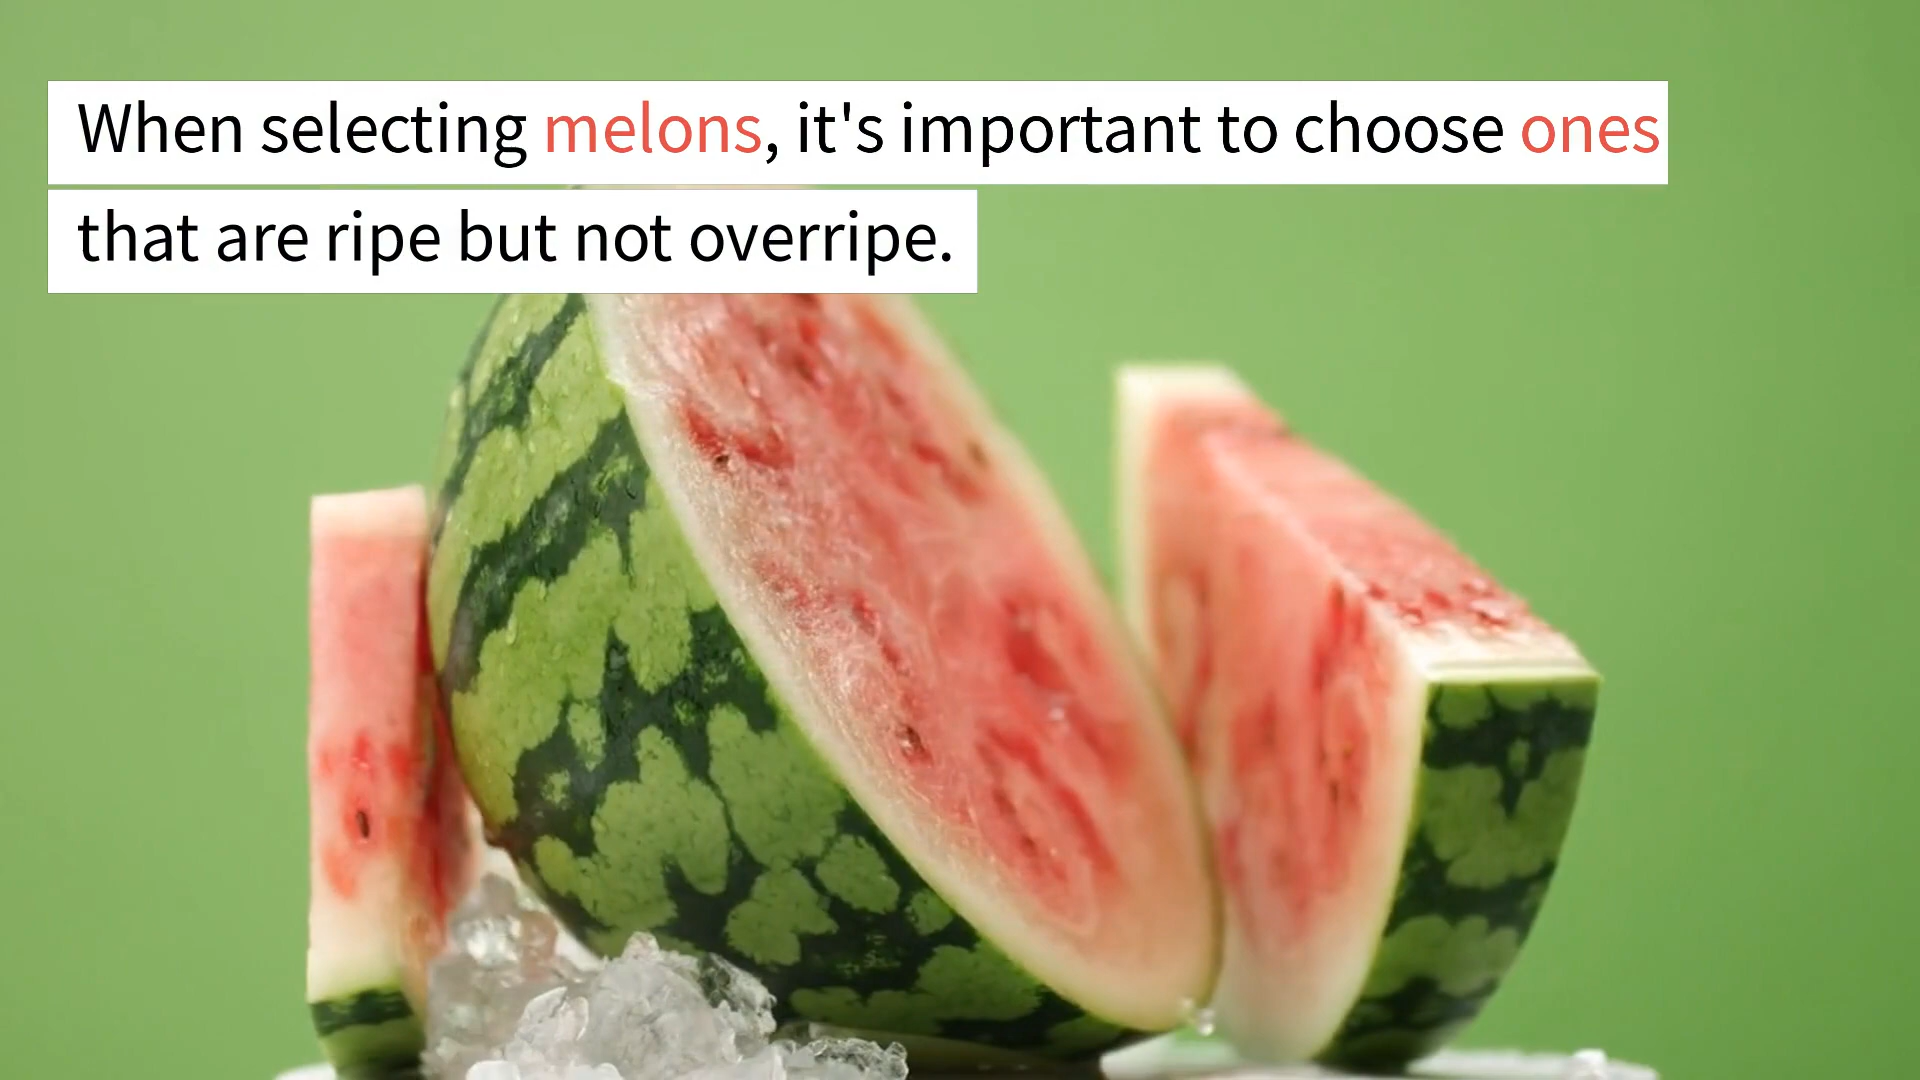 When selecting melons, it's important to choose ones
that are ripe but not overripe.